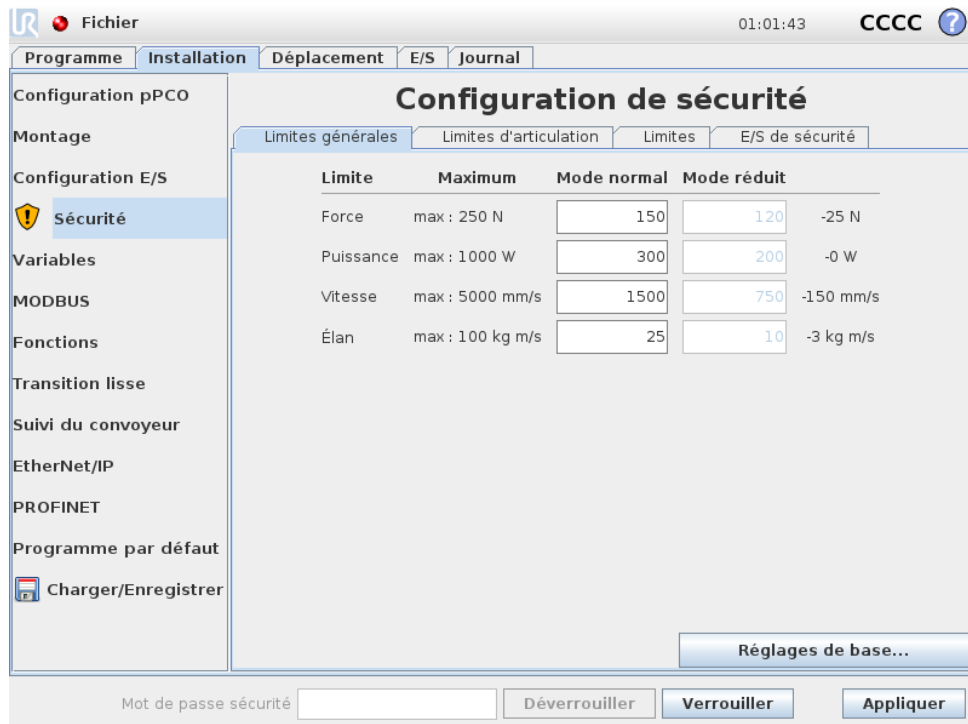 UR Fichier 01:01:43 CCCC ?
Programme Installation Déplacement E/S Journal
Configuration pPCO
Montage
Configuration E/S
Sécurité
Variables
MODBUS
Fonctions
Transition lisse
Suivi du convoyeur
EtherNet/IP
PROFINET
Programme par défaut
Charger/Enregistrer
Configuration de sécurité
Limites générales Limites d'articulation Limites E/S de sécurité
Limite Maximum Mode normal Mode réduit
Force max : 250 N 150 120 -25 N
Puissance max : 1000 W 300 200 -0 W
Vitesse max : 5000 mm/s 1500 750 -150 mm/s
Élan max : 100 kg m/s 25 10 -3 kg m/s
Réglages de base...
Mot de passe sécurité Déverrouiller Verrouiller Appliquer